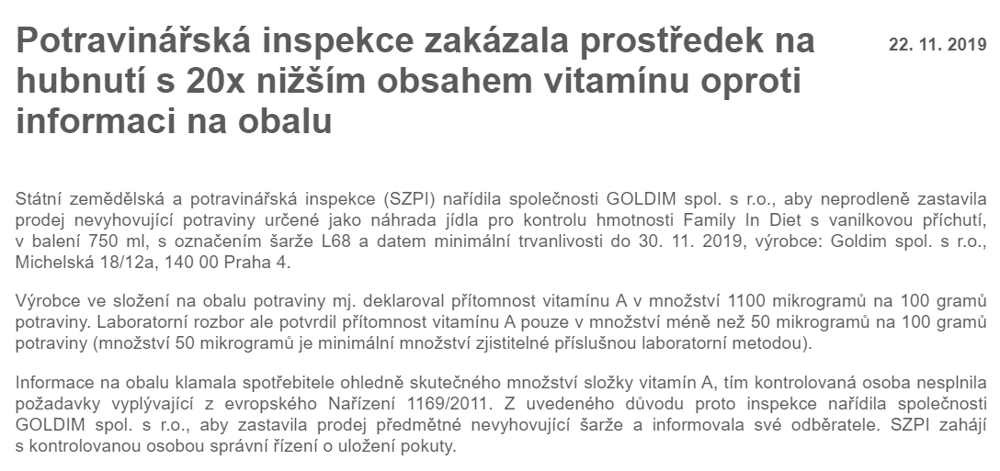 Potravinářská inspekce zakázala prostředek na
hubnutí s 20x nižším obsahem vitamínu oproti
informaci na obalu
22. 11. 2019
Státní zemědělská a potravinářská inspekce (SZPI) nařídila společnosti GOLDIM spol. s r.o., aby neprodleně zastavila
prodej nevyhovující potraviny určené jako náhrada jídla pro kontrolu hmotnosti Family In Diet s vanilkovou příchutí,
v balení 750 ml, s označením šarže L68 a datem minimální trvanlivosti do 30. 11. 2019, výrobce: Goldim spol. s r.o.,
Michelská 18/12a, 140 00 Praha 4.
Výrobce ve složení na obalu potraviny mj. deklaroval přítomnost vitamínu A v množství 1100 mikrogramů na 100 gramů
potraviny. Laboratorní rozbor ale potvrdil přítomnost vitamínu A pouze v množství méně než 50 mikrogramů na 100 gramů
potraviny (množství 50 mikrogramů je minimální množství zjistitelné příslušnou laboratorní metodou).
Informace na obalu klamala spotřebitele ohledně skutečného množství složky vitamín A, tím kontrolovaná osoba nesplnila
požadavky vyplývající z evropského Nařízení 1169/2011. Z uvedeného důvodu proto inspekce nařídila společnosti
GOLDIM spol. s r.o., aby zastavila prodej předmětné nevyhovující šarže a informovala své odběratele. SZPI zahájí
s kontrolovanou osobou správní řízení o uložení pokuty.